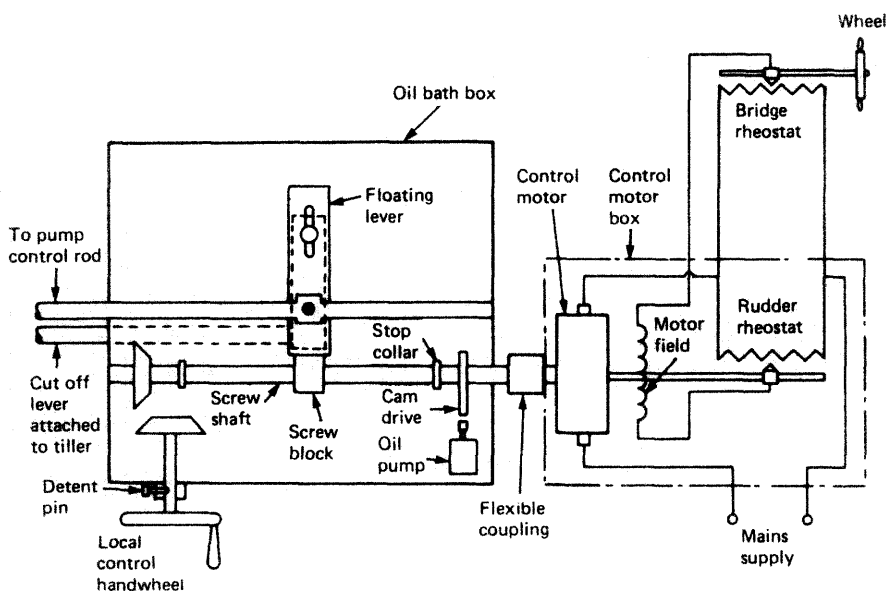 Wheel
Oil bath box
Bridge
rheostat
Floating
lever
Control
motor
Control
motor
box
To pump
control rod
Rudder
rheostat
Motor
field
Stop
collar
Cut off
lever
attached
to tiller
Screw
shaft
Screw
block
Cam
drive
Oil
pump
Detent
pin
Flexible
coupling
Mains
supply
Local
control
handwheel